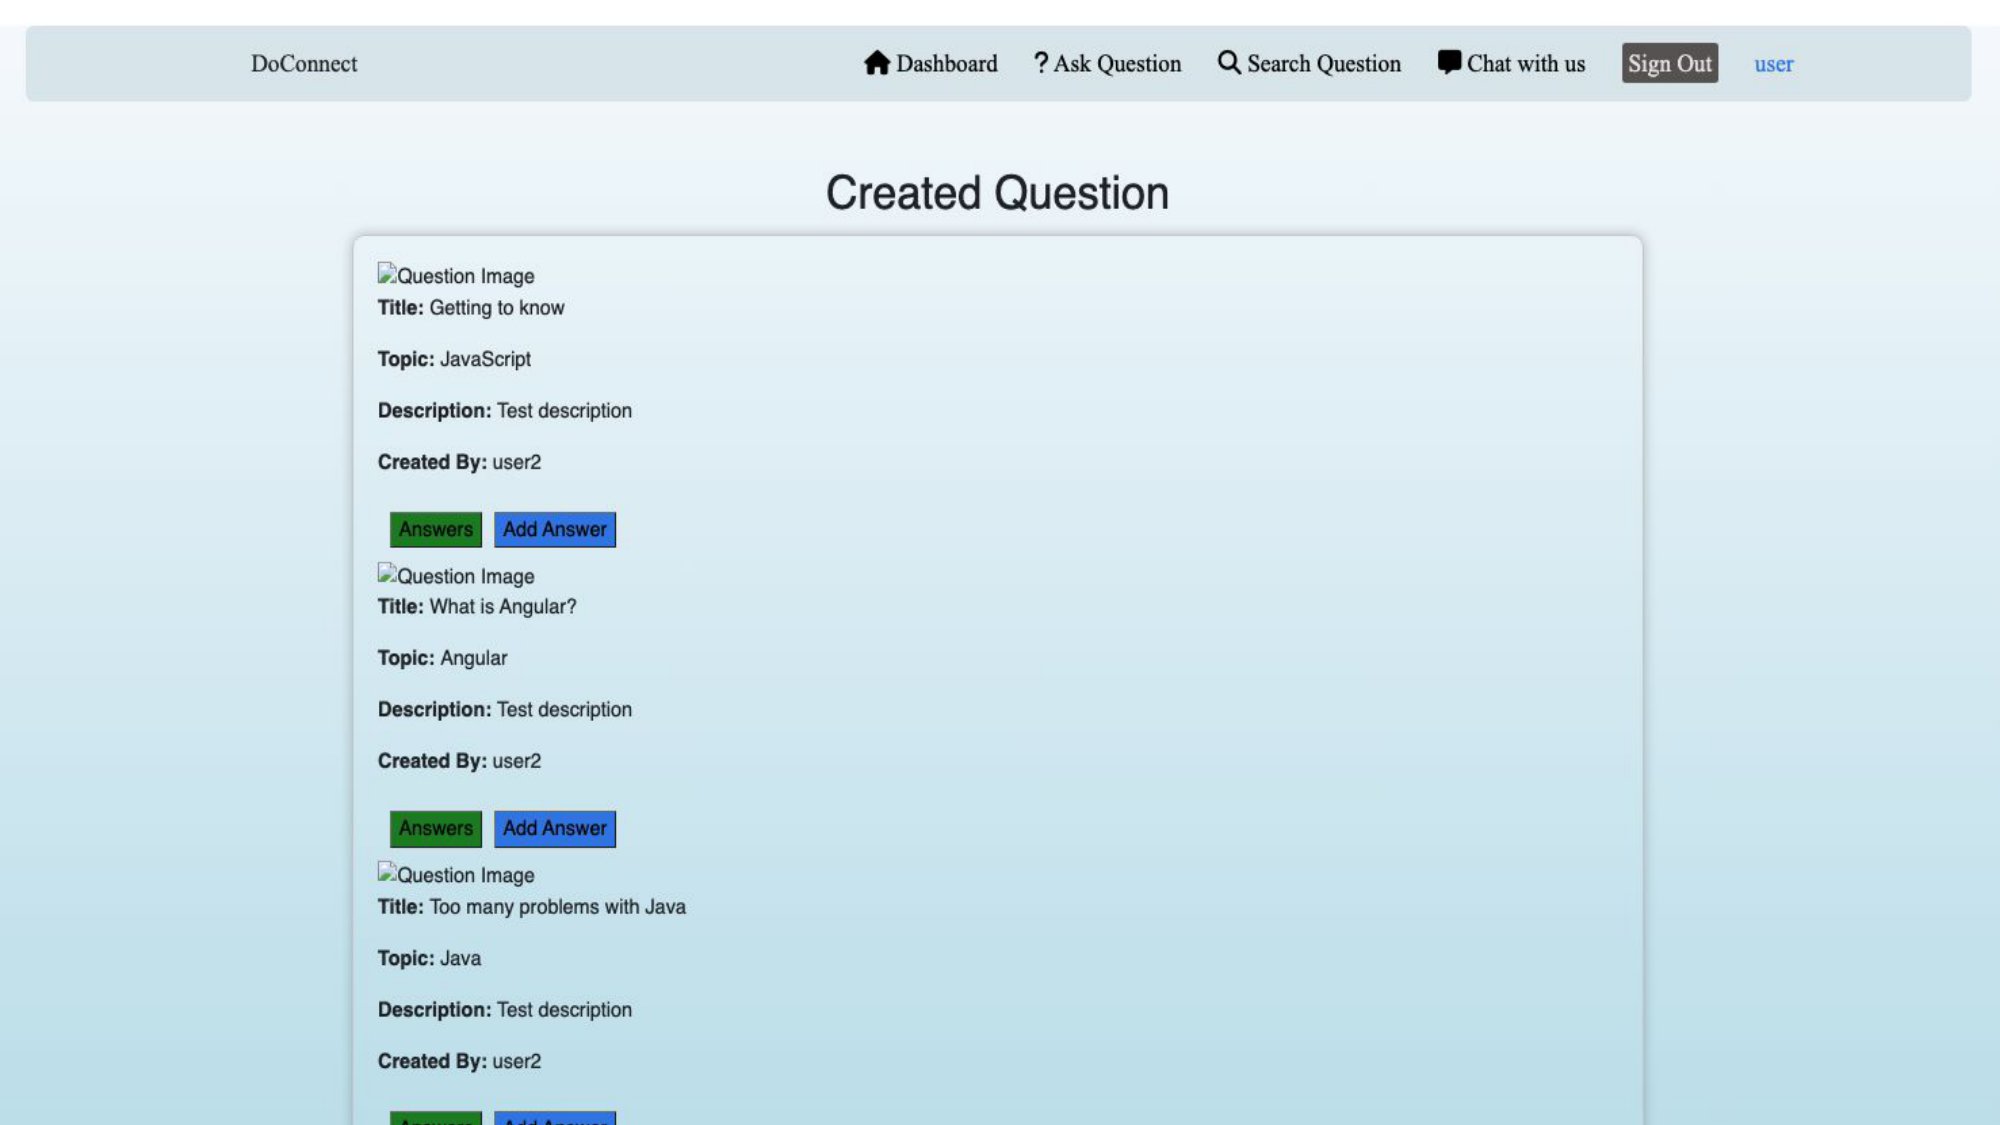 DoConnect Dashboard ? Ask Question Search Question Chat with us Sign Out user
Created Question
Question Image
Title: Getting to know
Topic: JavaScript
Description: Test description
Created By: user2
Answers Add Answer
Question Image
Title: What is Angular?
Topic: Angular
Description: Test description
Created By: user2
Answers Add Answer
Question Image
Title: Too many problems with Java
Topic: Java
Description: Test description
Created By: user2